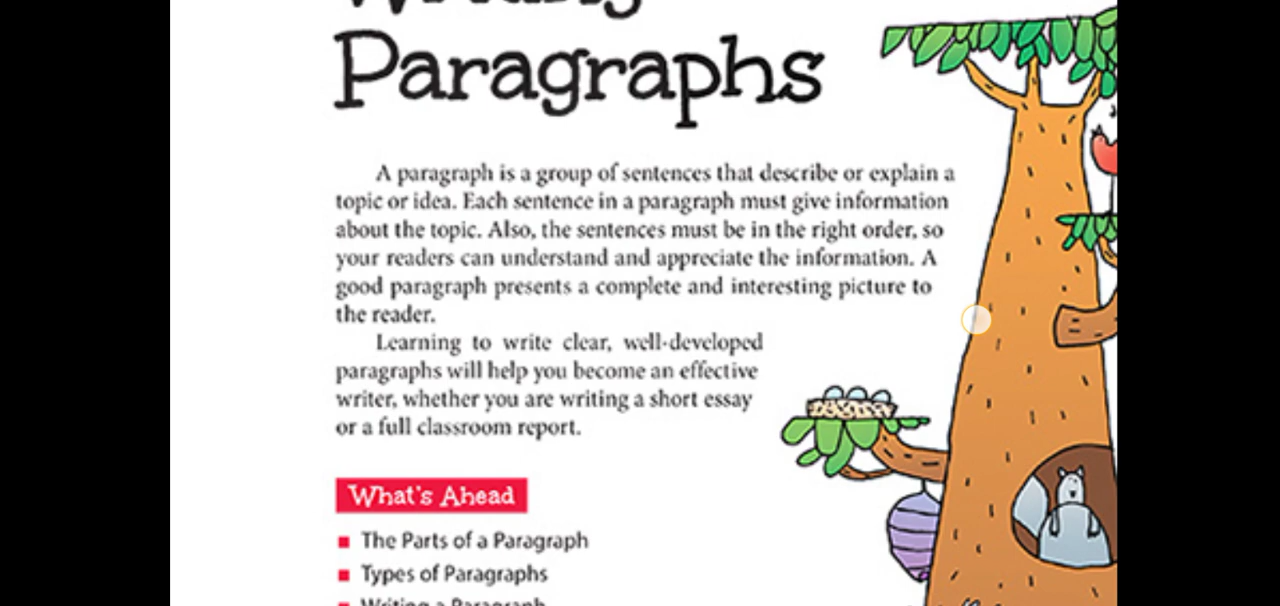 Writing
Paragraphs
A paragraph is a group of sentences that describe or explain a
topic or idea. Each sentence in a paragraph must give information
about the topic. Also, the sentences must be in the right order, so
your readers can understand and appreciate the information. A
good paragraph presents a complete and interesting picture to
the reader.
Learning to write clear, well-developed
paragraphs will help you become an effective
writer, whether you are writing a short essay
or a full classroom report.
What's Ahead
The Parts of a Paragraph
Types of Paragraphs
Writing a Paragraph